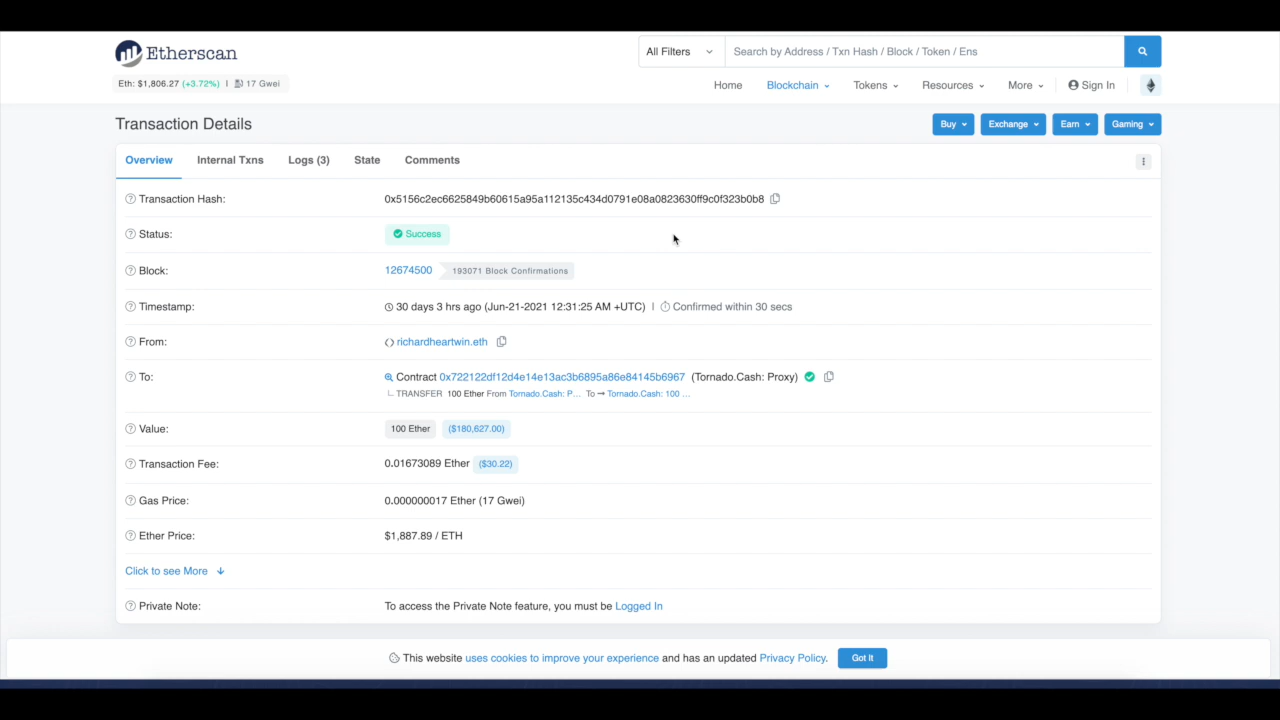 Etherscan
All Filters
Search by Address / Txn Hash / Block / Token / Ens
Eth: $1,806.27 (+3.72%) | 17 Gwei
Home Blockchain Tokens Resources More Sign In
Transaction Details
Buy Exchange Earn Gaming
Overview Internal Txns Logs (3) State Comments
Transaction Hash: 0x5156c2ec6625849b60615a95a112135c434d0791e08a0823630ff9c0f323b0b8
Status: Success
Block: 12674500 193071 Block Confirmations
Timestamp: 30 days 3 hrs ago (Jun-21-2021 12:31:25 AM +UTC) | Confirmed within 30 secs
From: richardheartwin.eth
To: Contract 0x722122df12d4e14e13ac3b6895a86e84145b6967 (Tornado.Cash: Proxy)
TRANSFER 100 Ether From Tornado.Cash: P... To → Tornado.Cash: 100 ...
Value: 100 Ether ($180,627.00)
Transaction Fee: 0.01673089 Ether ($30.22)
Gas Price: 0.000000017 Ether (17 Gwei)
Ether Price: $1,887.89 / ETH
Click to see More ↓
Private Note: To access the Private Note feature, you must be Logged In
This website uses cookies to improve your experience and has an updated Privacy Policy. Got It